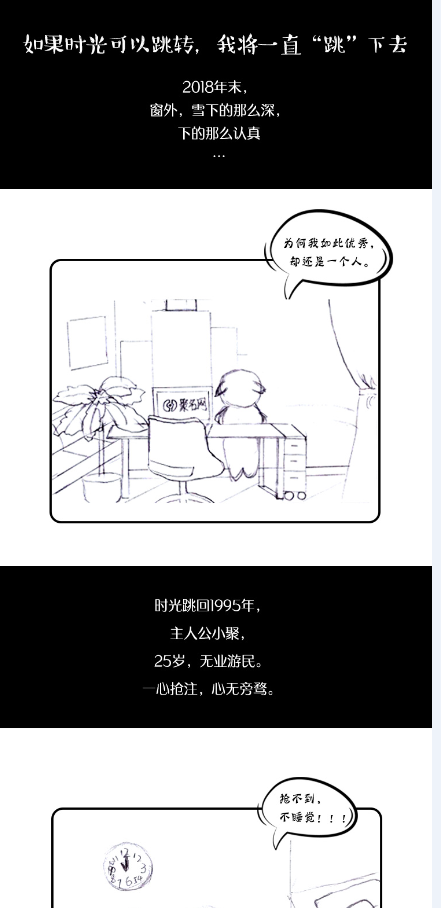 如果时光可以跳转，我将一直“跳”下去
2018年末，
窗外，雪下的那么深，
下的那么认真
…
为何我如此优秀，
却还是一个人。
聚名网
时光跳回1995年，
主人公小聚，
25岁，无业游民。
一心抢注，心无旁骛。
抢不到，
不睡觉！！！